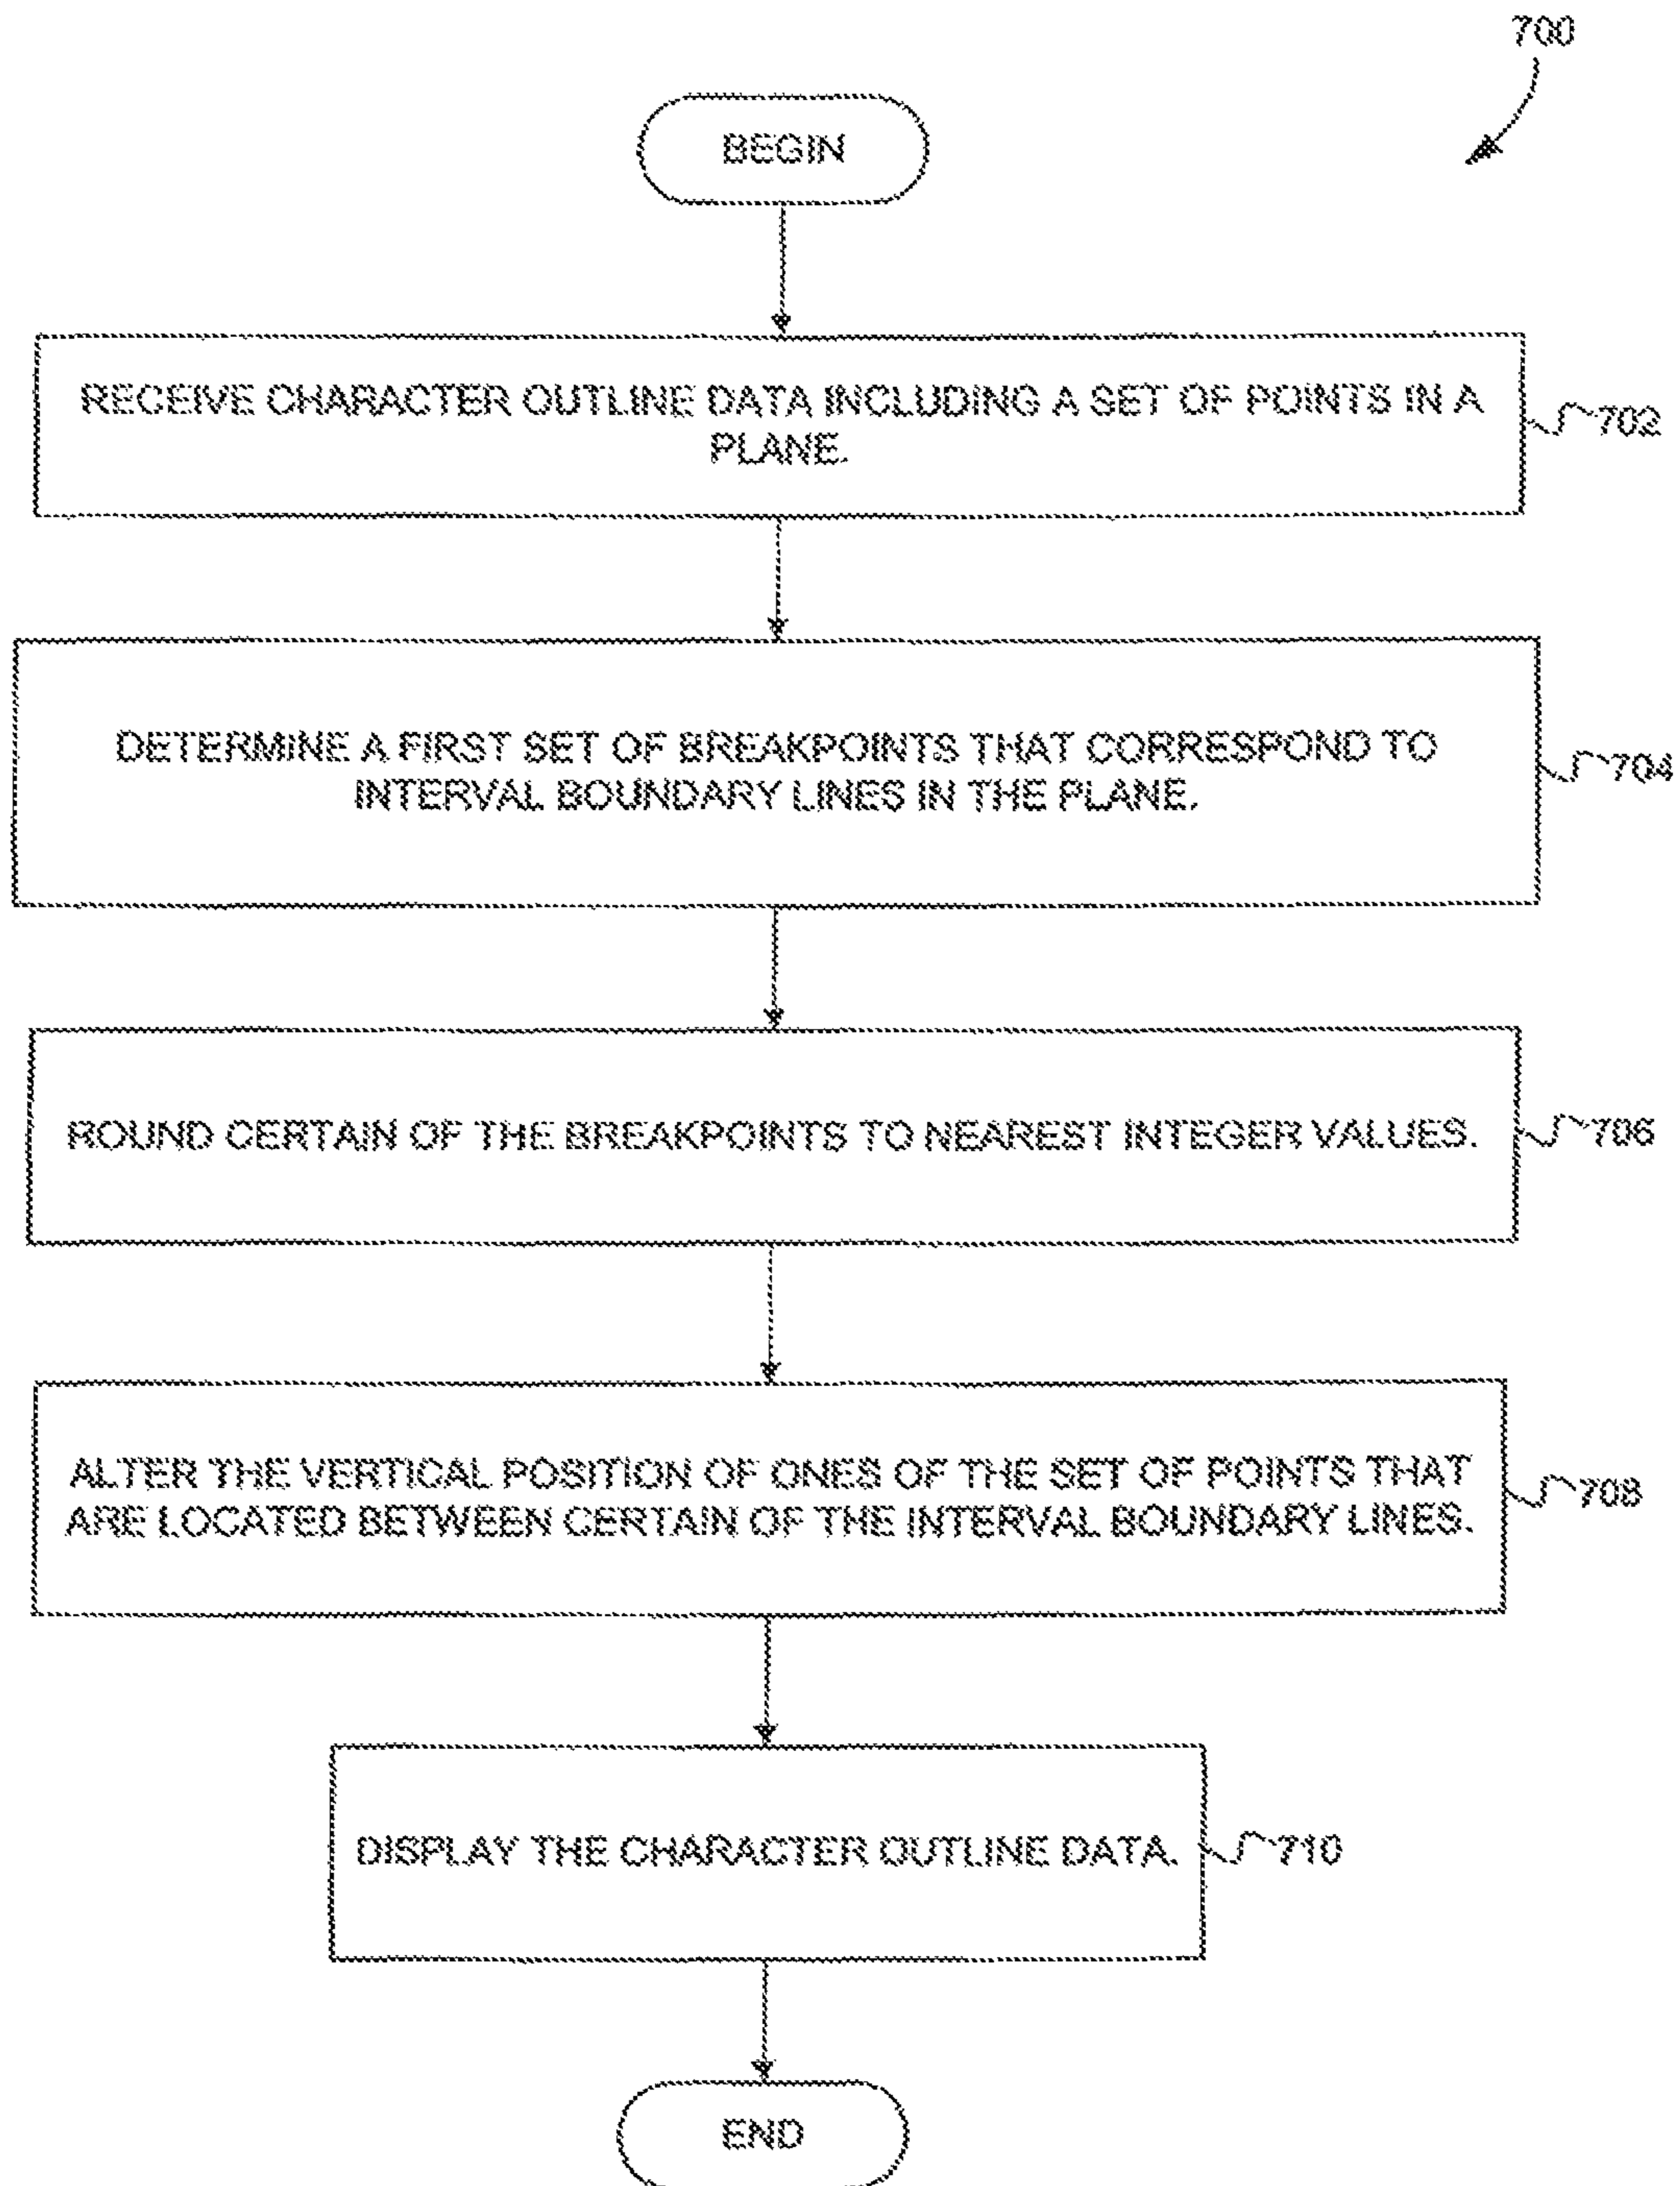 700
BEGIN
RECEIVE CHARACTER OUTLINE DATA INCLUDING A SET OF POINTS IN A
PLANE.
702
DETERMINE A FIRST SET OF BREAKPOINTS THAT CORRESPOND TO
INTERVAL BOUNDARY LINES IN THE PLANE.
704
ROUND CERTAIN OF THE BREAKPOINTS TO NEAREST INTEGER VALUES.
706
ALTER THE VERTICAL POSITION OF ONES OF THE SET OF POINTS THAT
ARE LOCATED BETWEEN CERTAIN OF THE INTERVAL BOUNDARY LINES.
708
DISPLAY THE CHARACTER OUTLINE DATA.
710
END